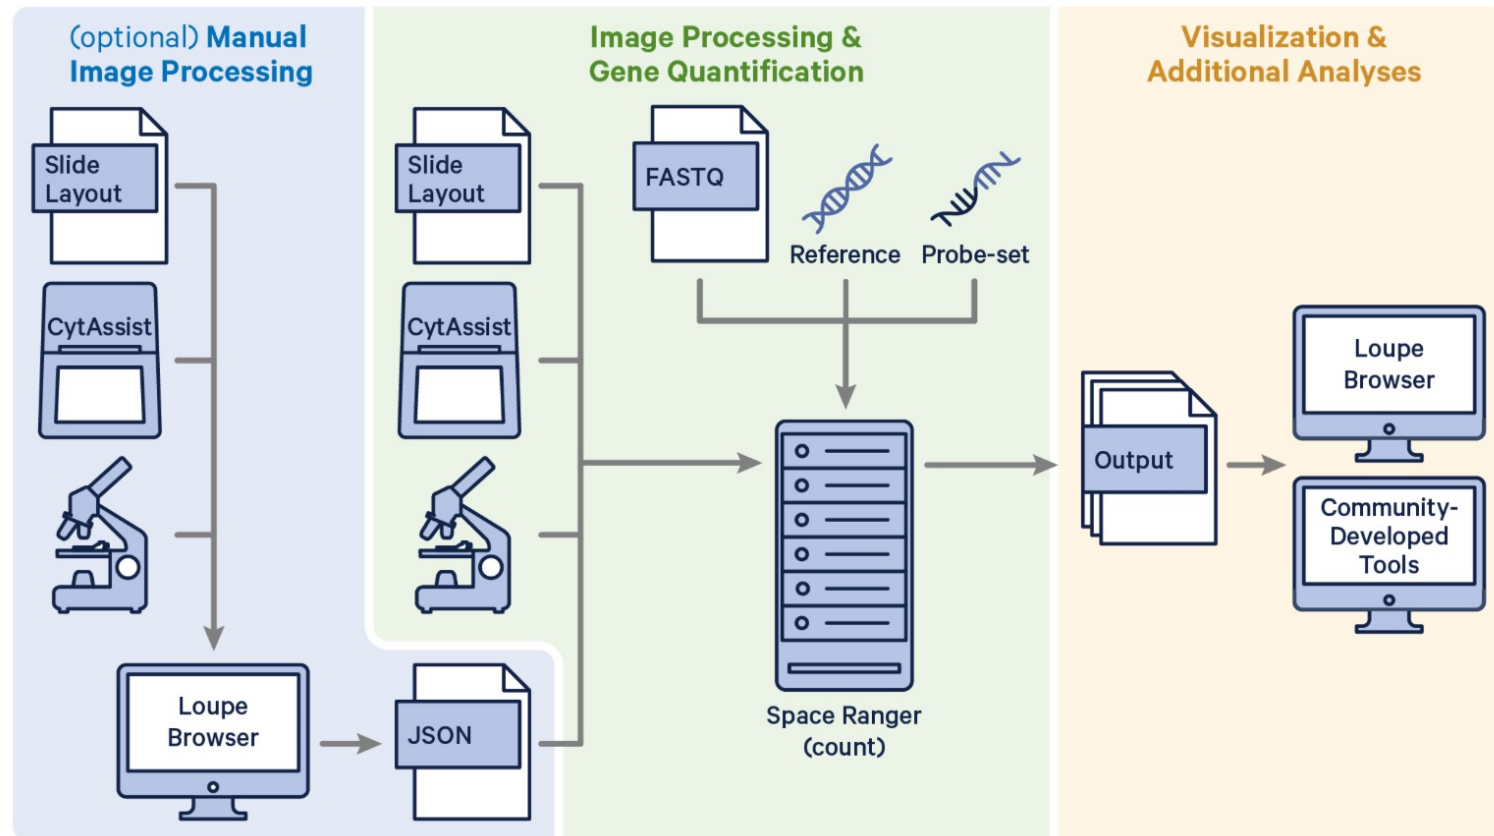 (optional) Manual
Image Processing
Slide
Layout
CytAssist
Loupe
Browser
JSON
Image Processing &
Gene Quantification
Slide
Layout
CytAssist
FASTQ
Reference
Probe-set
Space Ranger
(count)
Visualization &
Additional Analyses
Output
Loupe
Browser
Community-
Developed
Tools